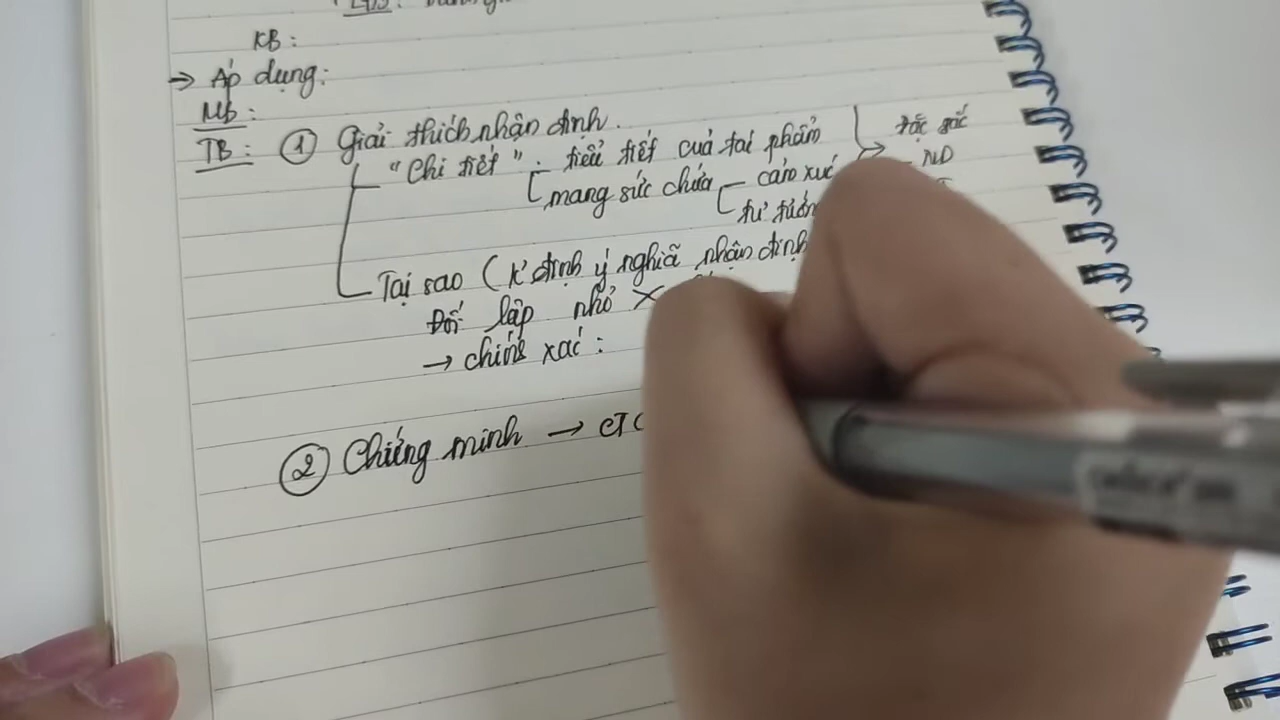 KB:
→ Áp dụng:
MB:
TB: ① Giải thích nhận định.
"Chi tiết": tiểu tiết của tác phẩm
đặc sắc
mang sức chứa – cảm xúc
– ND
tư tưởng
Tại sao (k định ý nghĩa nhận định
Đối lập nhỏ X
→ chính xác:
② Chứng minh →